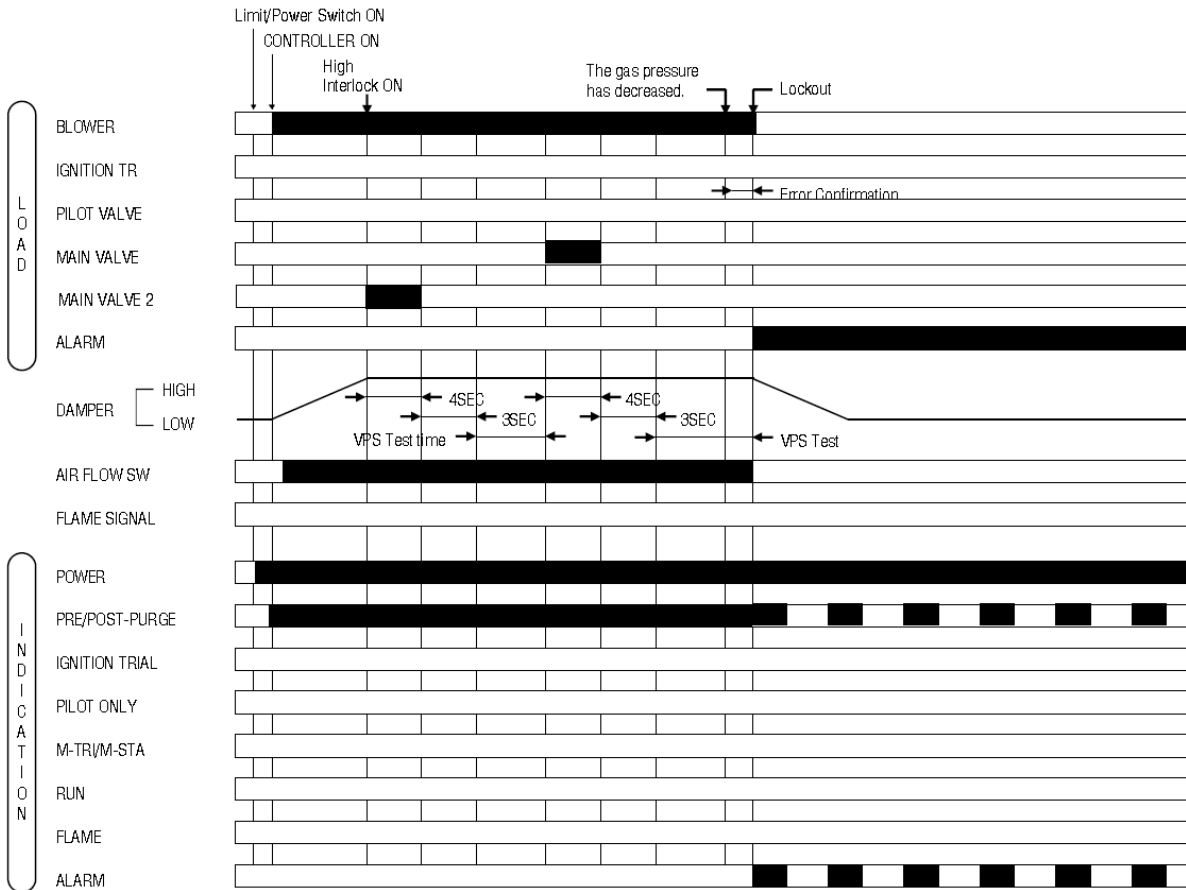 Limit/Power Switch ON
CONTROLLER ON
High
Interlock ON
The gas pressure
has decreased.
Lockout
LOAD
BLOWER
IGNITION TR
Error Confirmation
PILOT VALVE
MAIN VALVE
MAIN VALVE 2
ALARM
DAMPER
HIGH
LOW
4SEC
4SEC
3SEC
3SEC
VPS Test time
VPS Test
AIR FLOW SW
FLAME SIGNAL
INDICATION
POWER
PRE/POST-PURGE
IGNITION TRIAL
PILOT ONLY
M-TRI/M-STA
RUN
FLAME
ALARM